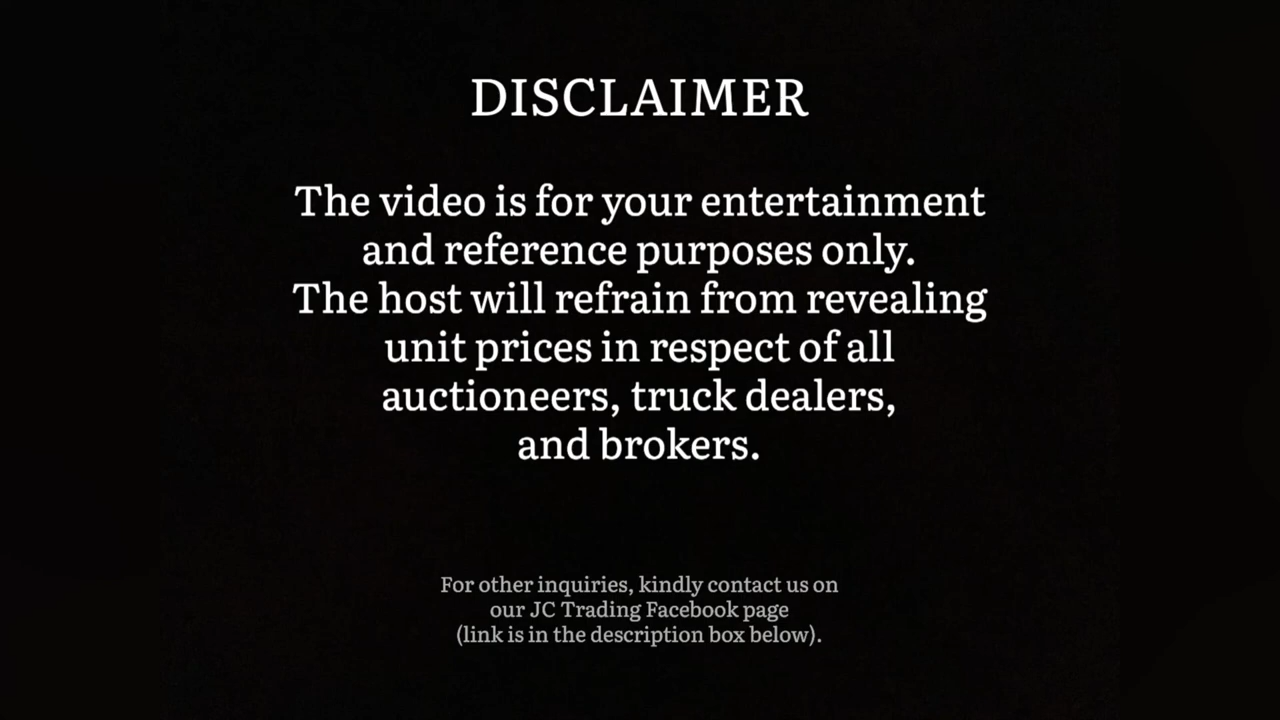 DISCLAIMER
The video is for your entertainment
and reference purposes only.
The host will refrain from revealing
unit prices in respect of all
auctioneers, truck dealers,
and brokers.
For other inquiries, kindly contact us on
our JC Trading Facebook page
(link is in the description box below).